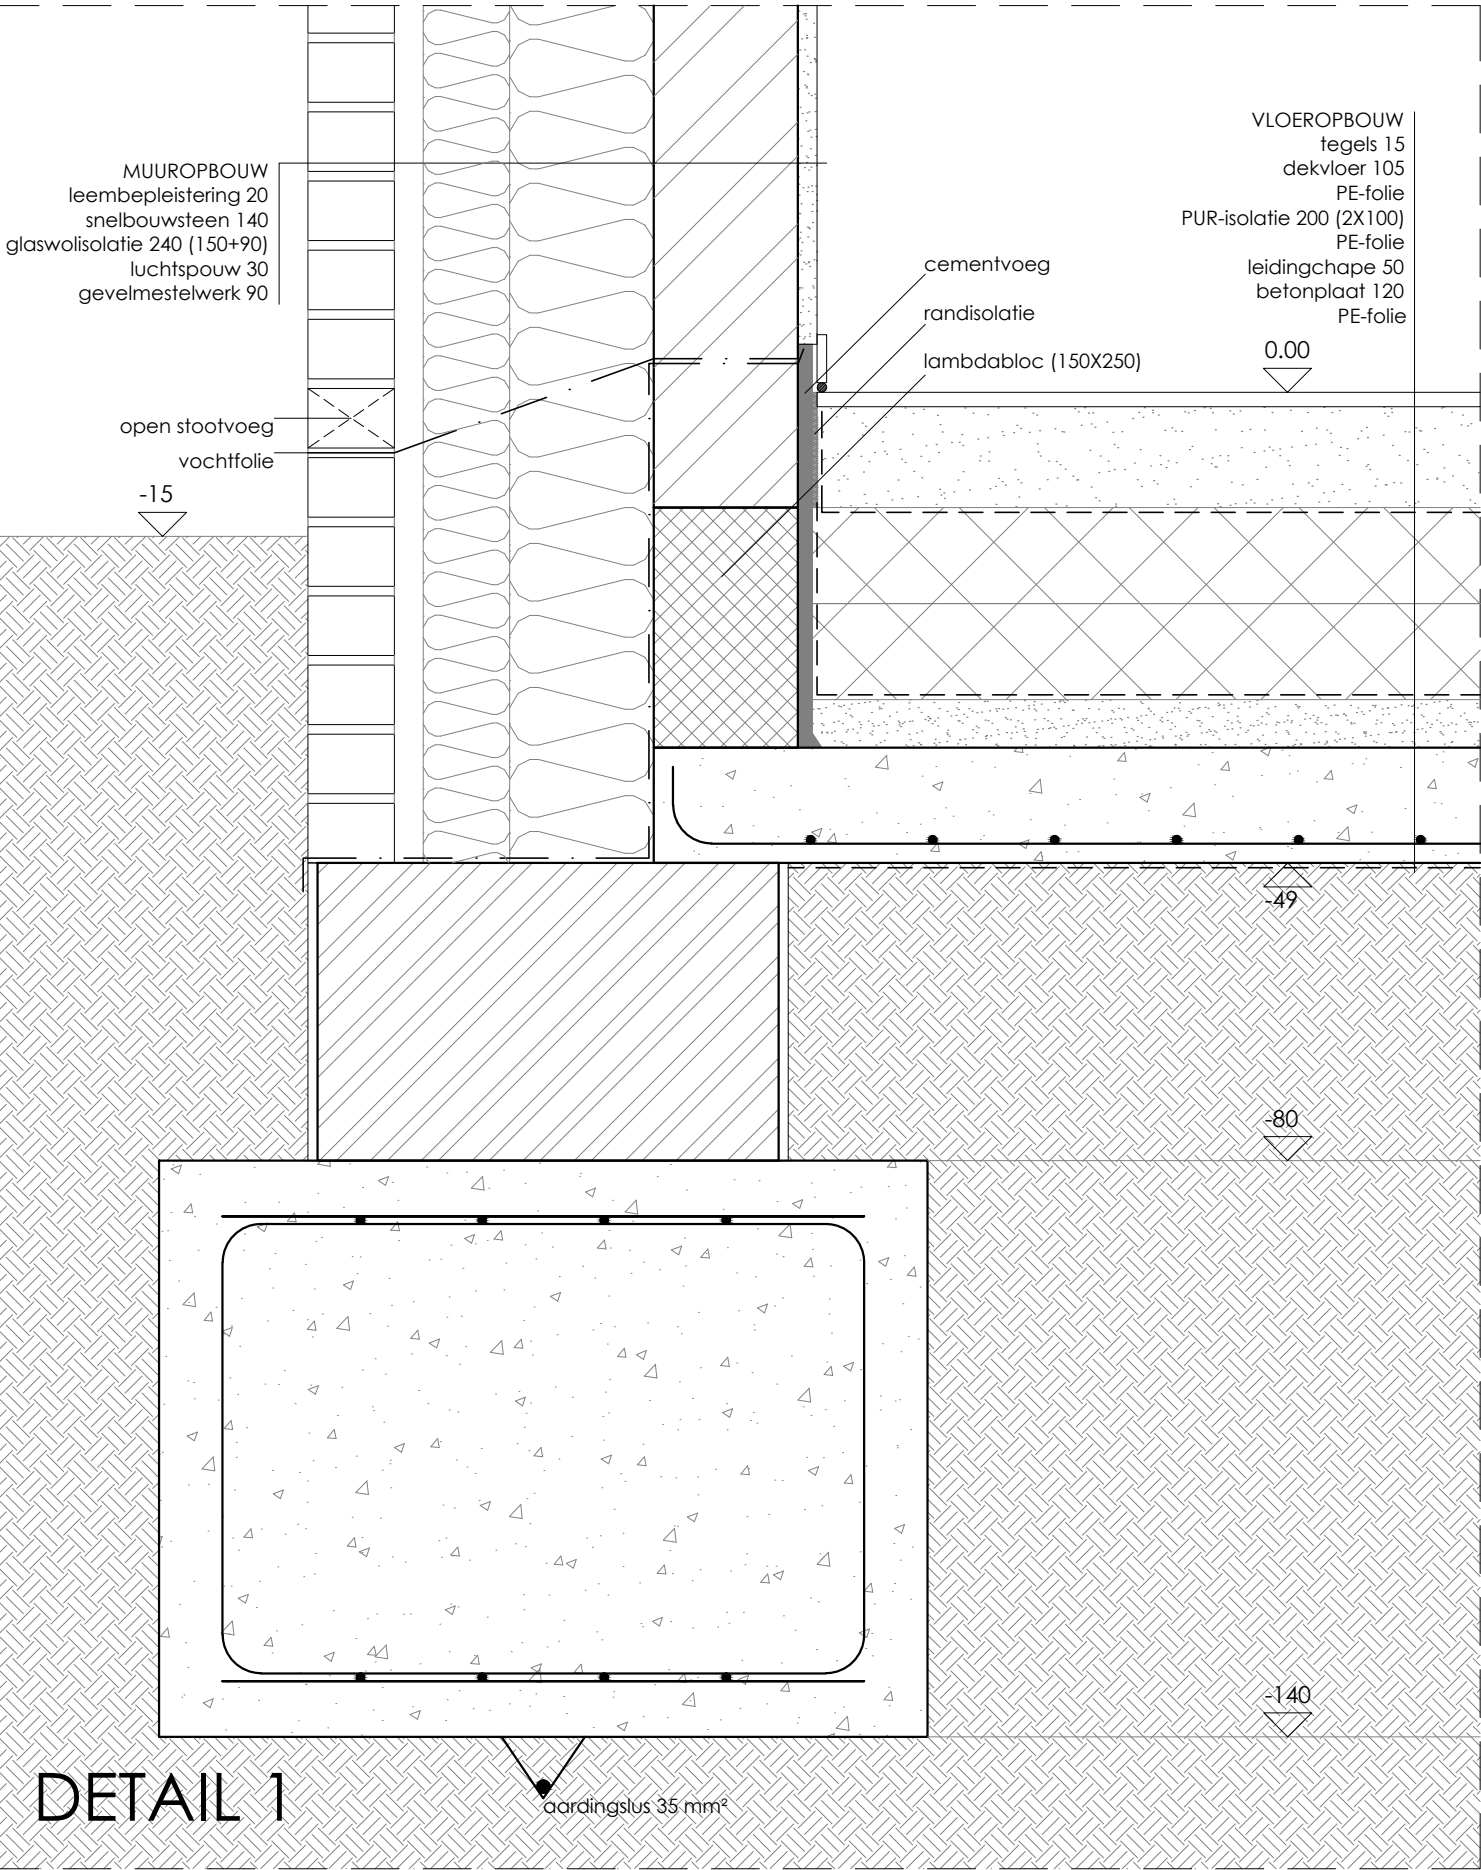 MUUROPBOUW
leembepleistering 20
snelbouwsteen 140
glaswolisolatie 240 (150+90)
luchtspouw 30
gevelmestelwerk 90
open stootvoeg
vochtfolie
-15
VLOEROPBOUW
tegels 15
dekvloer 105
PE-folie
PUR-isolatie 200 (2X100)
PE-folie
leidingchape 50
betonplaat 120
PE-folie
cementvoeg
randisolatie
lambdabloc (150X250)
0.00
-49
-80
-140
aardingslus 35 mm²
DETAIL 1